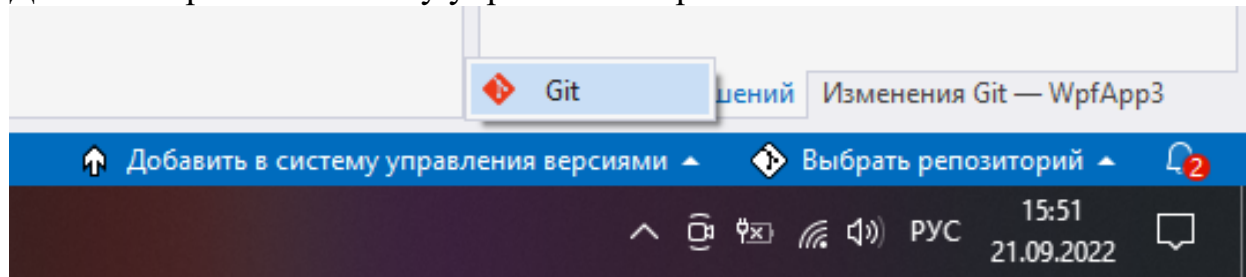 Git
шений Изменения Git — WpfApp3
Добавить в систему управления версиями Выбрать репозиторий 2
РУС 15:51
21.09.2022